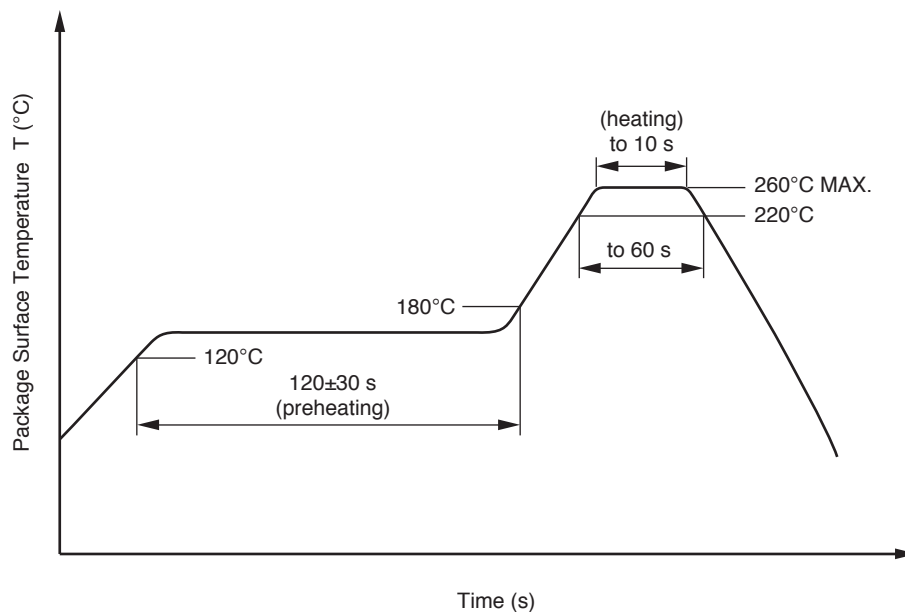 Package Surface Temperature T (°C)
(heating)
to 10 s
260°C MAX.
220°C
to 60 s
180°C
120°C
120±30 s
(preheating)
Time (s)